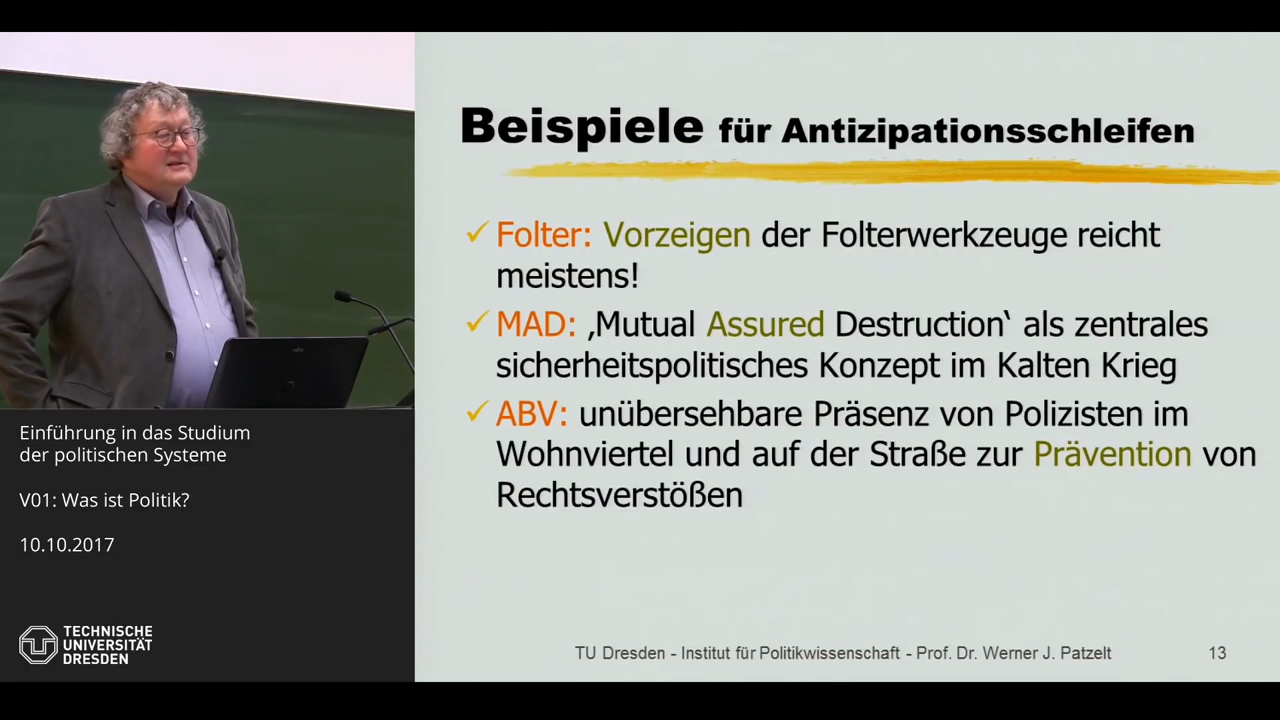 Beispiele für Antizipationsschleifen
✓ Folter: Vorzeigen der Folterwerkzeuge reicht
meistens!
✓ MAD: ‚Mutual Assured Destruction‘ als zentrales
sicherheitspolitisches Konzept im Kalten Krieg
✓ ABV: unübersehbare Präsenz von Polizisten im
Wohnviertel und auf der Straße zur Prävention von
Rechtsverstößen
TU Dresden - Institut für Politikwissenschaft - Prof. Dr. Werner J. Patzelt
13
Einführung in das Studium
der politischen Systeme
V01: Was ist Politik?
10.10.2017
TECHNISCHE
UNIVERSITÄT
DRESDEN